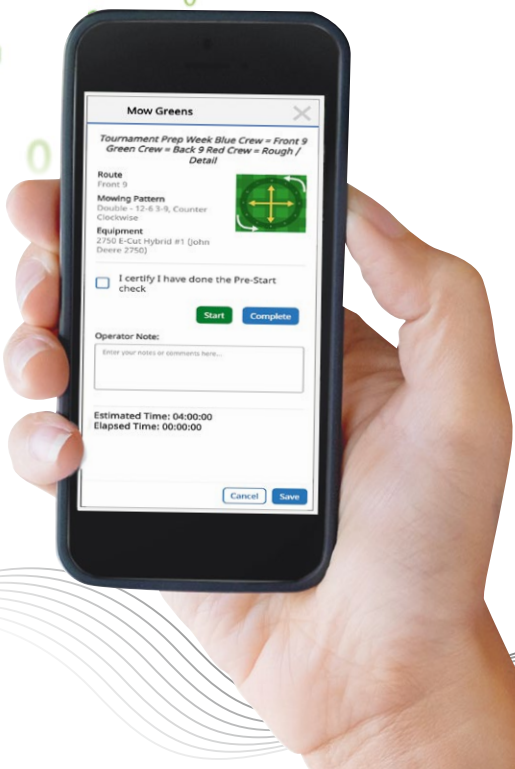 0
0
Mow Greens
Tournament Prep Week Blue Crew = Front 9
Green Crew = Back 9 Red Crew = Rough /
Detail
Route
Front 9
Mowing Pattern
Double - 12-6 3-9, Counter
Clockwise
Equipment
2750 E-Cut Hybrid #1 (John
Deere 2750)
I certify I have done the Pre-Start
check
Start Complete
Operator Note:
Enter your notes or comments here...
Estimated Time: 04:00:00
Elapsed Time: 00:00:00
Cancel Save